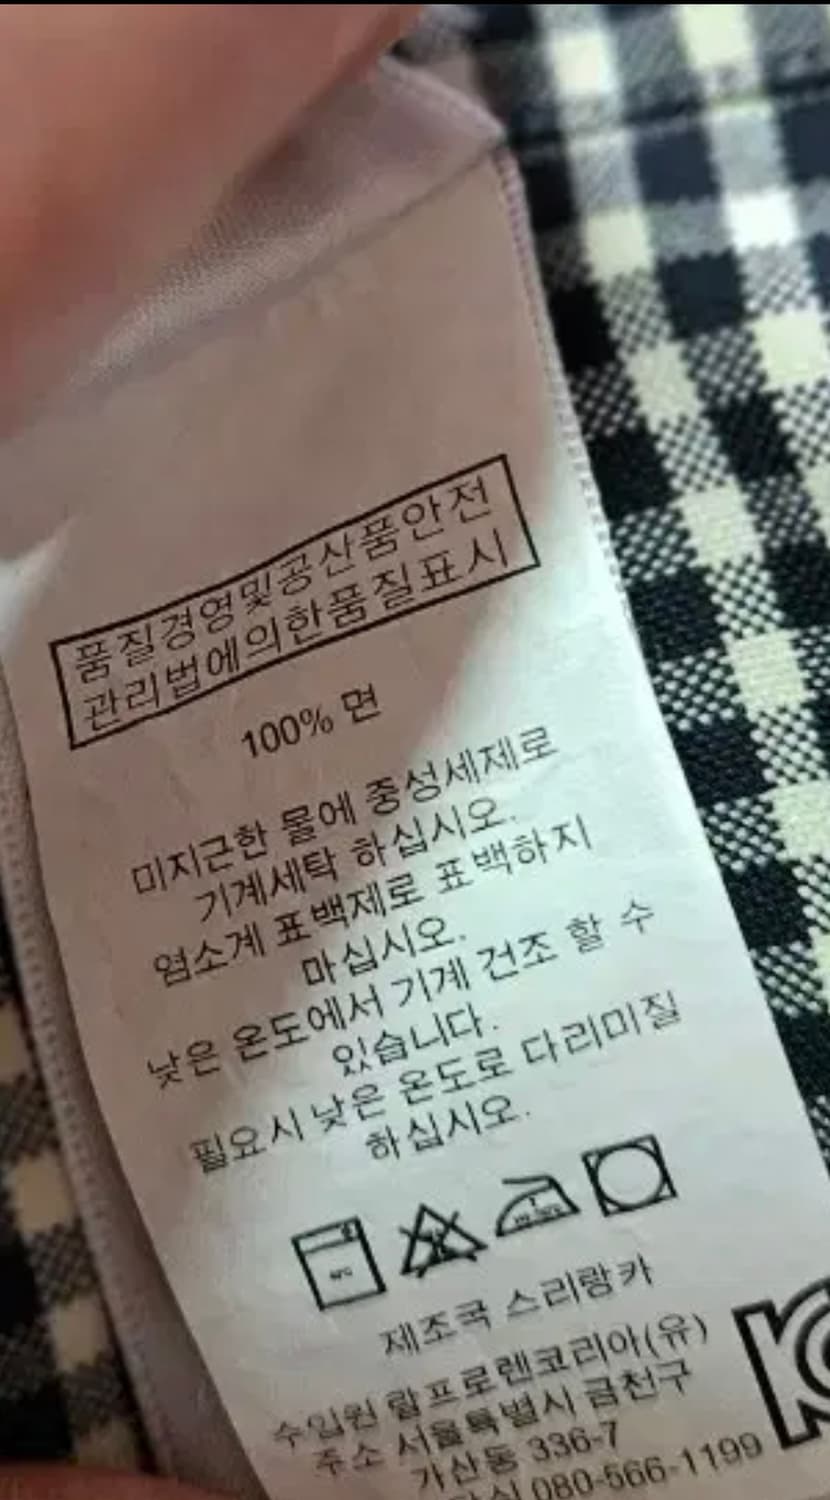 품질경영및공산품안전
관리법에의한품질표시
100% 면
미지근한 물에 중성세제로
기계세탁 하십시오.
염소계 표백제로 표백하지
마십시오.
낮은 온도에서 기계 건조 할 수
있습니다.
필요시 낮은 온도로 다리미질
하십시오.
제조국 스리랑카
수입원 랄프로렌코리아(유)
주소 서울특별시 금천구
가산동 336-7
080-566-1199